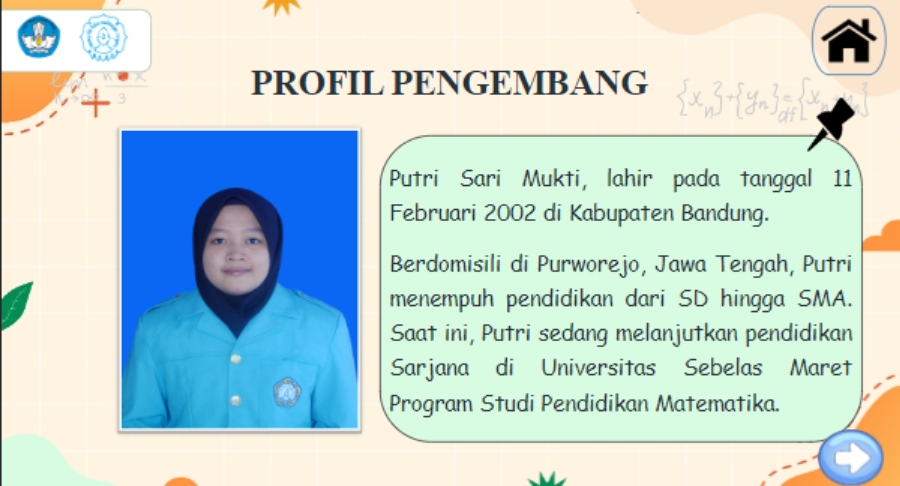 PROFIL PENGEMBANG
Putri Sari Mukti, lahir pada tanggal 11
Februari 2002 di Kabupaten Bandung.
Berdomisili di Purworejo, Jawa Tengah, Putri
menempuh pendidikan dari SD hingga SMA.
Saat ini, Putri sedang melanjutkan pendidikan
Sarjana di Universitas Sebelas Maret
Program Studi Pendidikan Matematika.